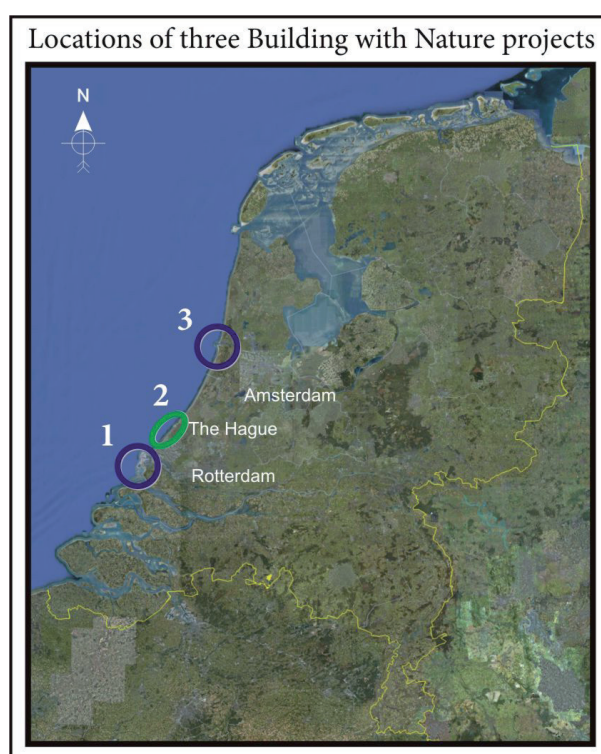 Locations of three Building with Nature projects
N
3
Amsterdam
2
The Hague
1
Rotterdam